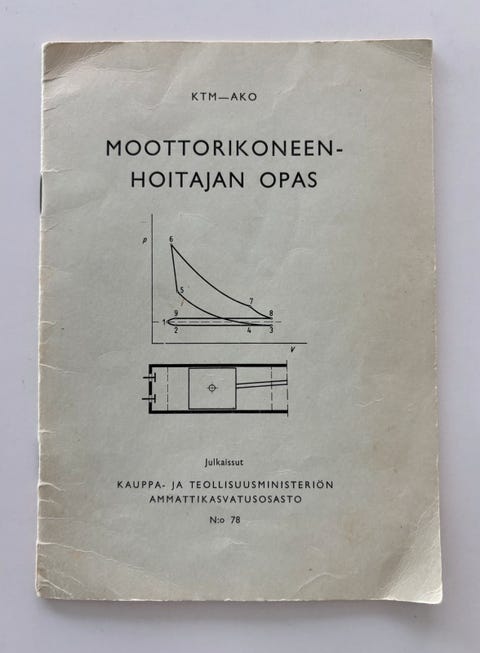 KTM—AKO
MOOTTORIKONEEN-
HOITAJAN OPAS
p
6
5
7
9
8
1
2
4
3
V
Julkaissut
KAUPPA- JA TEOLLISUUSMINISTERIÖN
AMMATTIKASVATUSOSASTO
N:o 78